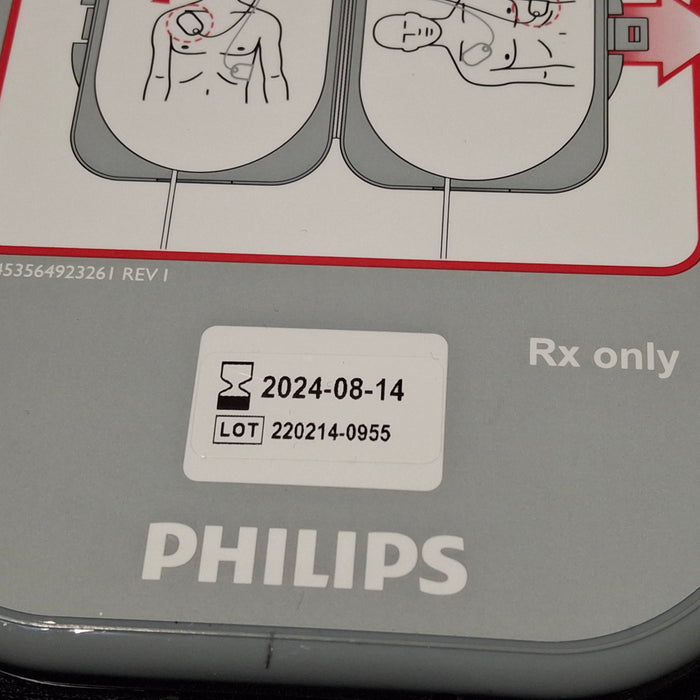 453564923261 REV I
Rx only
2024-08-14
LOT 220214-0955
PHILIPS